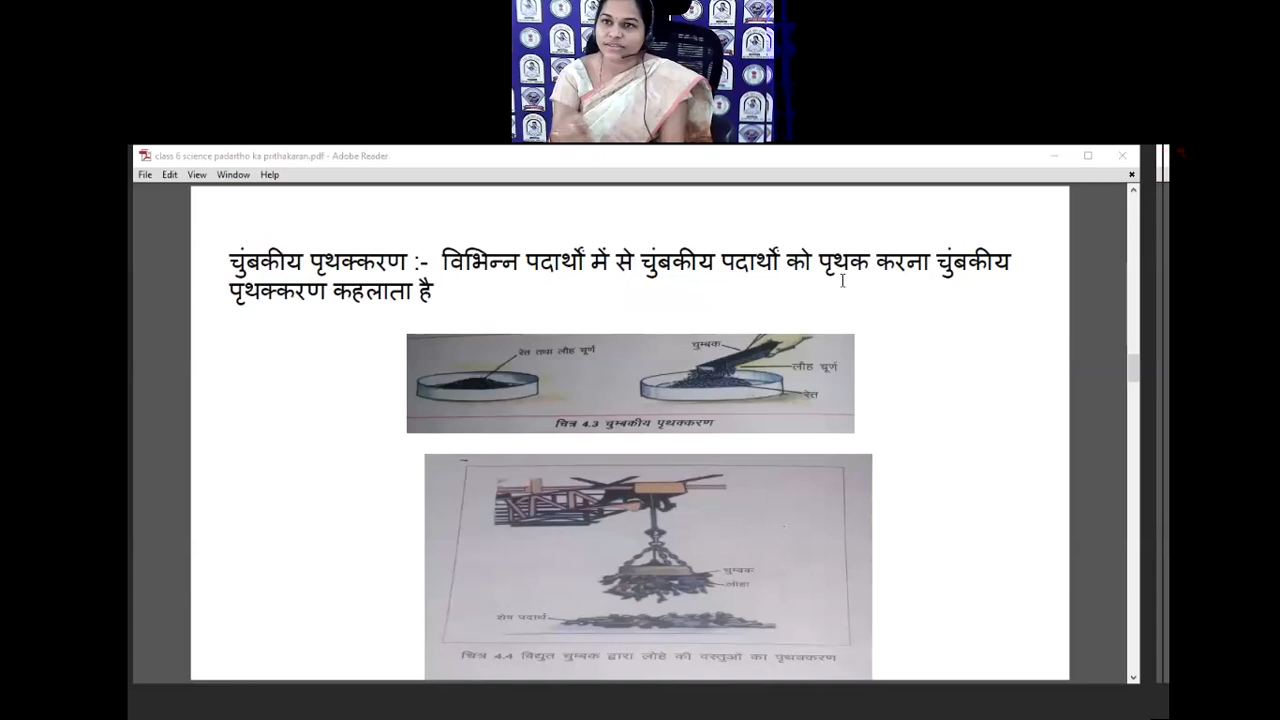 class 6 science padartho ka prithakaran.pdf - Adobe Reader
File Edit View Window Help
चुंबकीय पृथक्करण :- विभिन्न पदार्थों में से चुंबकीय पदार्थों को पृथक करना चुंबकीय
पृथक्करण कहलाता है
रेत तथा लौह चूर्ण
चुम्बक
लौह चूर्ण
रेत
चित्र 4.3 चुम्बकीय पृथक्करण
चुम्बक
लोहा
शेष पदार्थ
चित्र 4.4 विद्युत चुम्बक द्वारा लोहे की वस्तुओं का पृथक्करण